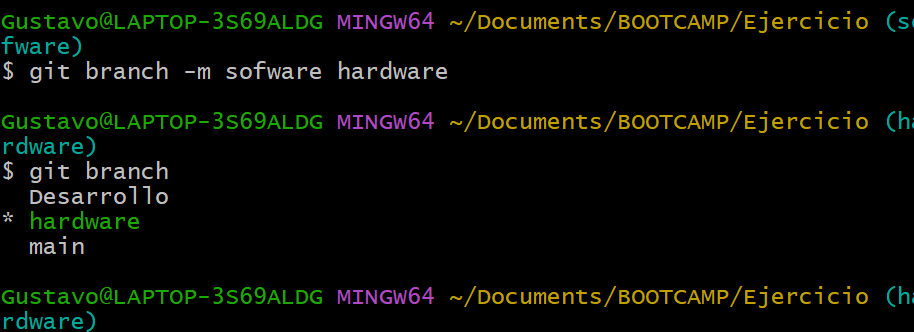 Gustavo@LAPTOP-3S69ALDG MINGW64 ~/Documents/BOOTCAMP/Ejercicio (so
fware)
$ git branch -m sofware hardware
Gustavo@LAPTOP-3S69ALDG MINGW64 ~/Documents/BOOTCAMP/Ejercicio (ha
rdware)
$ git branch
  Desarrollo
* hardware
  main
Gustavo@LAPTOP-3S69ALDG MINGW64 ~/Documents/BOOTCAMP/Ejercicio (ha
rdware)